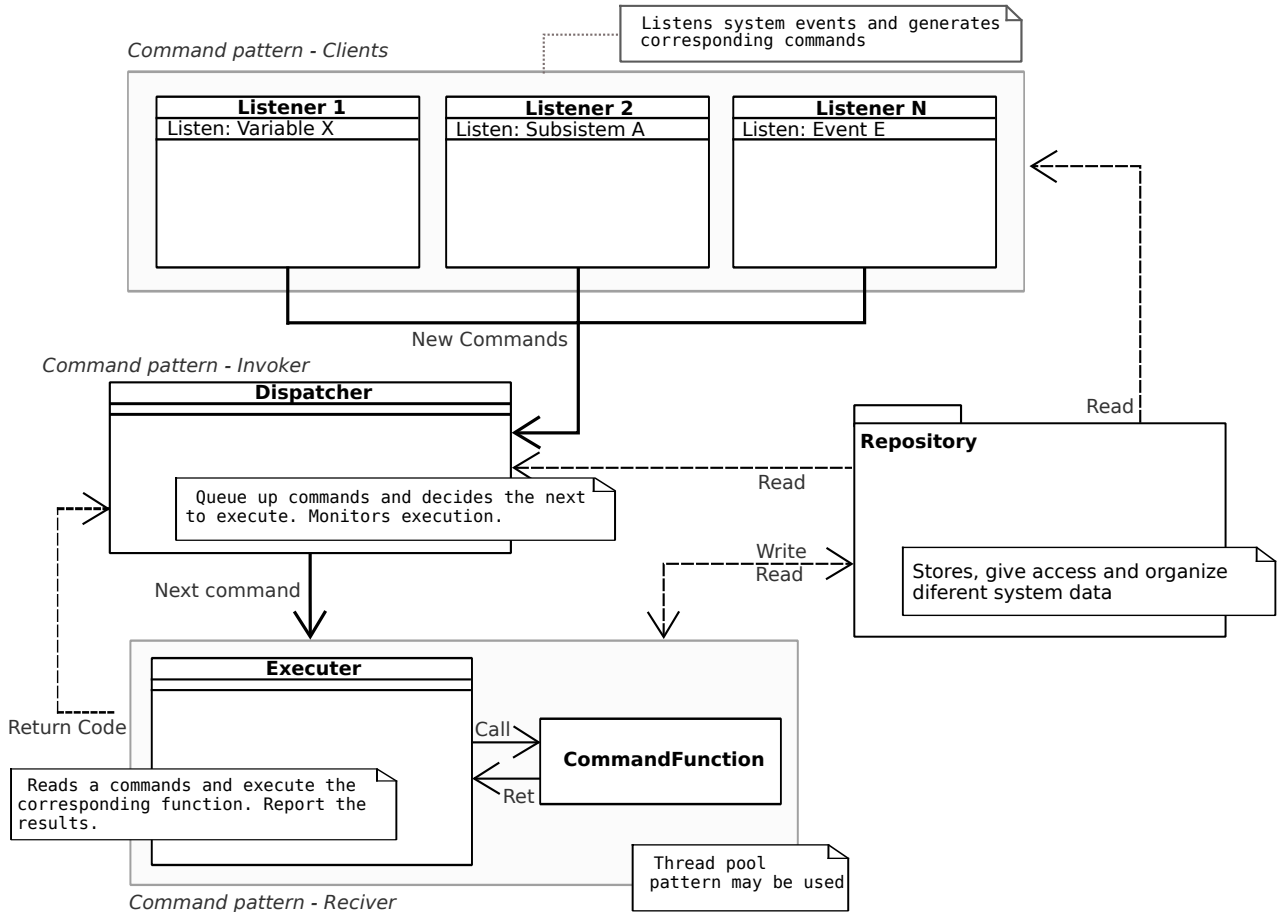 Listens system events and generates
corresponding commands
Command pattern - Clients
Listener 1
Listen: Variable X
Listener 2
Listen: Subsistem A
Listener N
Listen: Event E
New Commands
Command pattern - Invoker
Dispatcher
Queue up commands and decides the next
to execute. Monitors execution.
Read
Repository
Read
Write
Read
Stores, give access and organize
diferent system data
Next command
Return Code
Executer
Call
CommandFunction
Ret
Reads a commands and execute the
corresponding function. Report the
results.
Thread pool
pattern may be used
Command pattern - Reciver